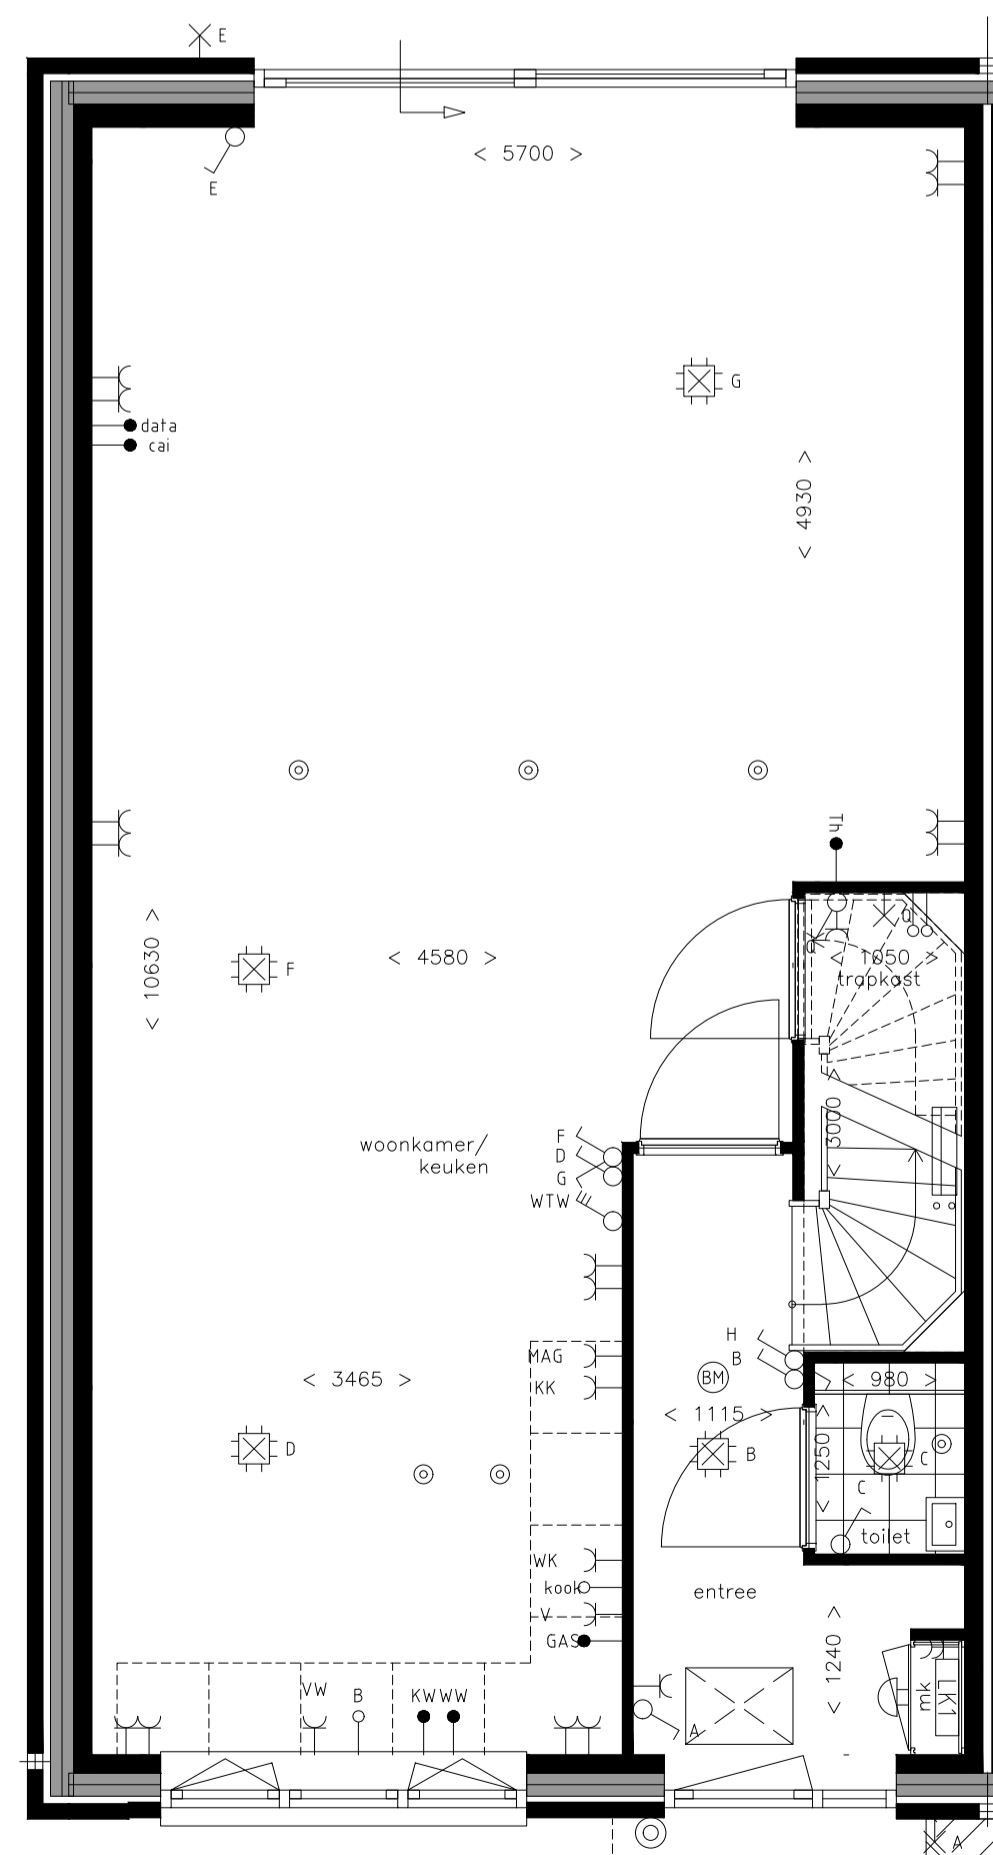 E
< 5700 >
E
G
data
cai
< 4930 >
Th
< 10630 >
F
< 4580 >
Q
Q
< 1050 >
trapkast
< 3000 >
woonkamer/
keuken
F
D
G
WTW
MAG
KK
< 3465 >
H
B
BM
< 980 >
< 1115 >
< 1250 >
D
B
C
C
toilet
WK
kook
V
GAS
entree
< 1240 >
VW
B
KW WW
A
mk
LK1
A